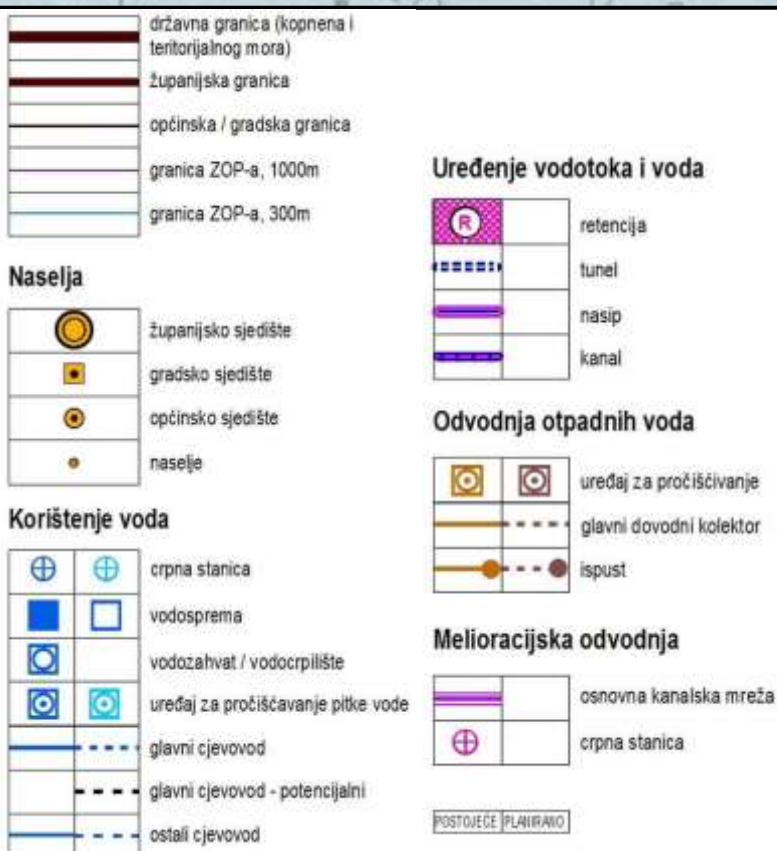 državna granica (kopnena i
teritorijalnog mora)
županijska granica
općinska / gradska granica
granica ZOP-a, 1000m
granica ZOP-a, 300m
Naselja
županijsko sjedište
gradsko sjedište
općinsko sjedište
naselje
Korištenje voda
crpna stanica
vodosprema
vodozahvat / vodocrpilište
uređaj za pročišćavanje pitke vode
glavni cjevovod
glavni cjevovod - potencijalni
ostali cjevovod
Uređenje vodotoka i voda
R
retencija
tunel
nasip
kanal
Odvodnja otpadnih voda
uređaj za pročišćivanje
glavni dovodni kolektor
ispust
Melioracijska odvodnja
osnovna kanalska mreža
crpna stanica
POSTOJEĆE PLANIRANO